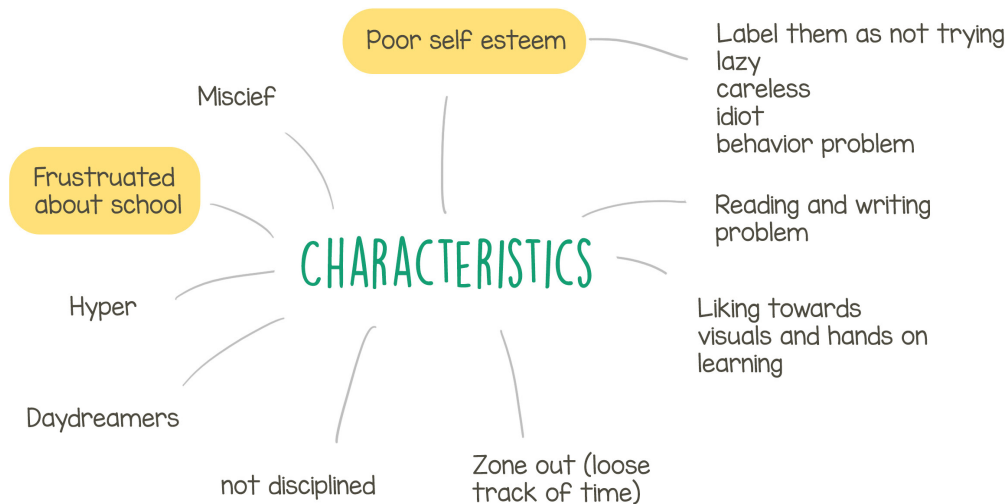 Poor self esteem
Label them as not trying
lazy
careless
idiot
behavior problem
Miscief
Frustruated
about school
Reading and writing
problem
CHARACTERISTICS
Hyper
Liking towards
visuals and hands on
learning
Daydreamers
not disciplined
Zone out (loose
track of time)